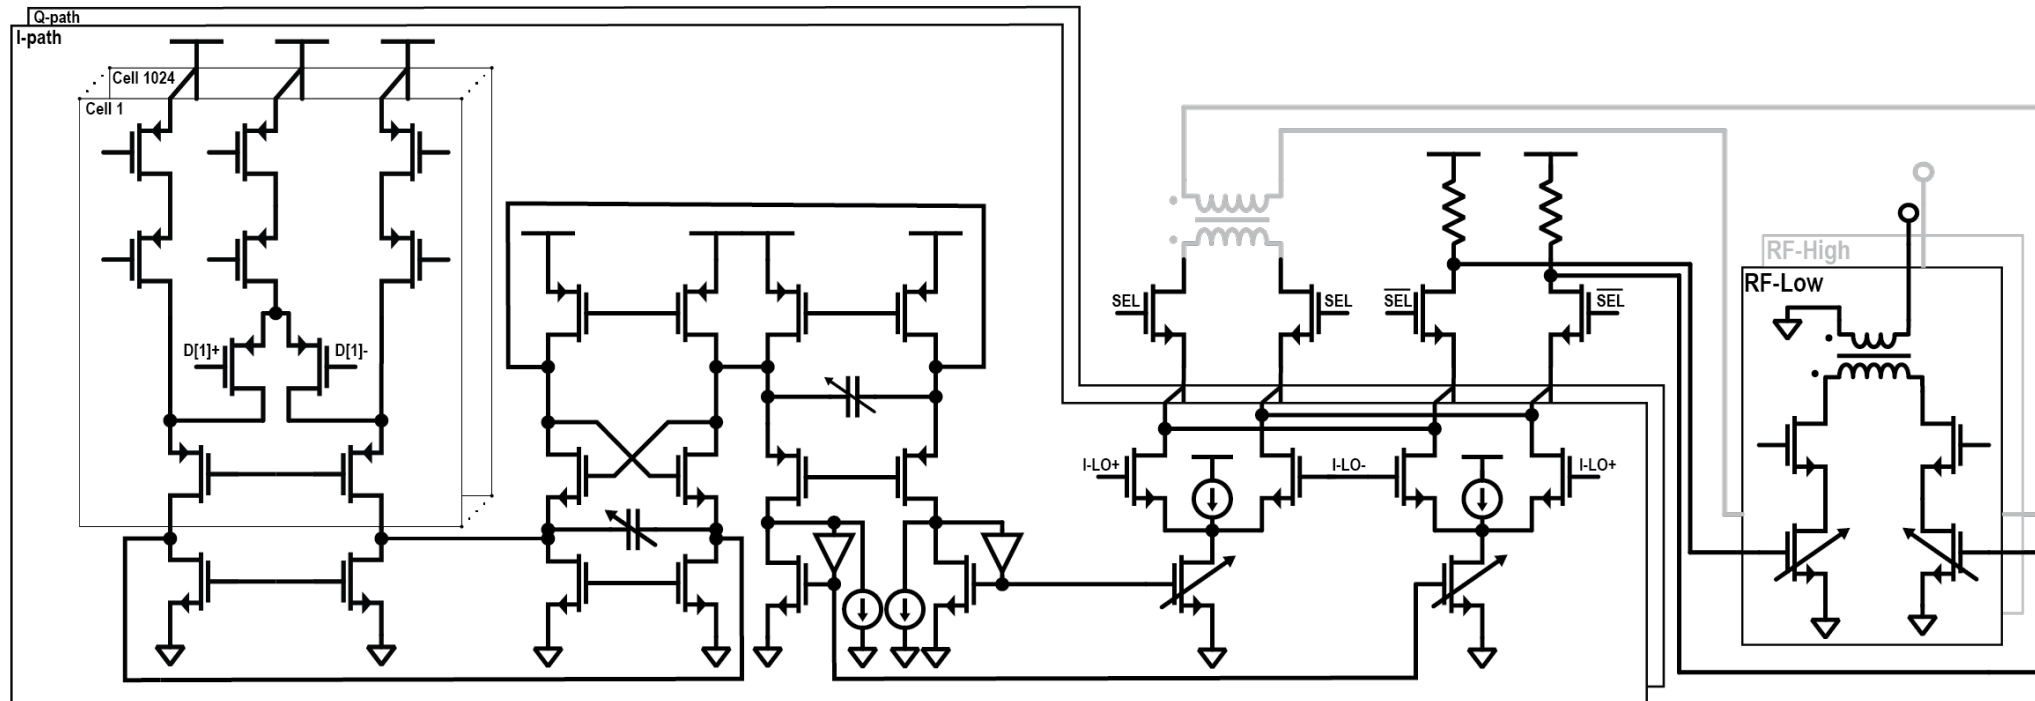 Q-path
I-path
Cell 1024
Cell 1
D[1]+
D[1]-
SEL
SEL
SEL
SEL
I-LO+
I-LO-
I-LO+
RF-High
RF-Low